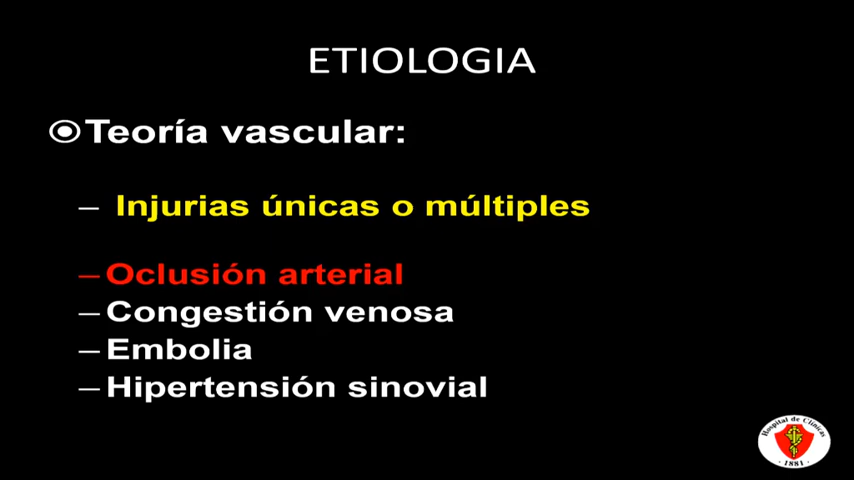 ETIOLOGIA
Teoría vascular:
– Injurias únicas o múltiples
– Oclusión arterial
– Congestión venosa
– Embolia
– Hipertensión sinovial
Hospital de Clínicas
· 1881 ·